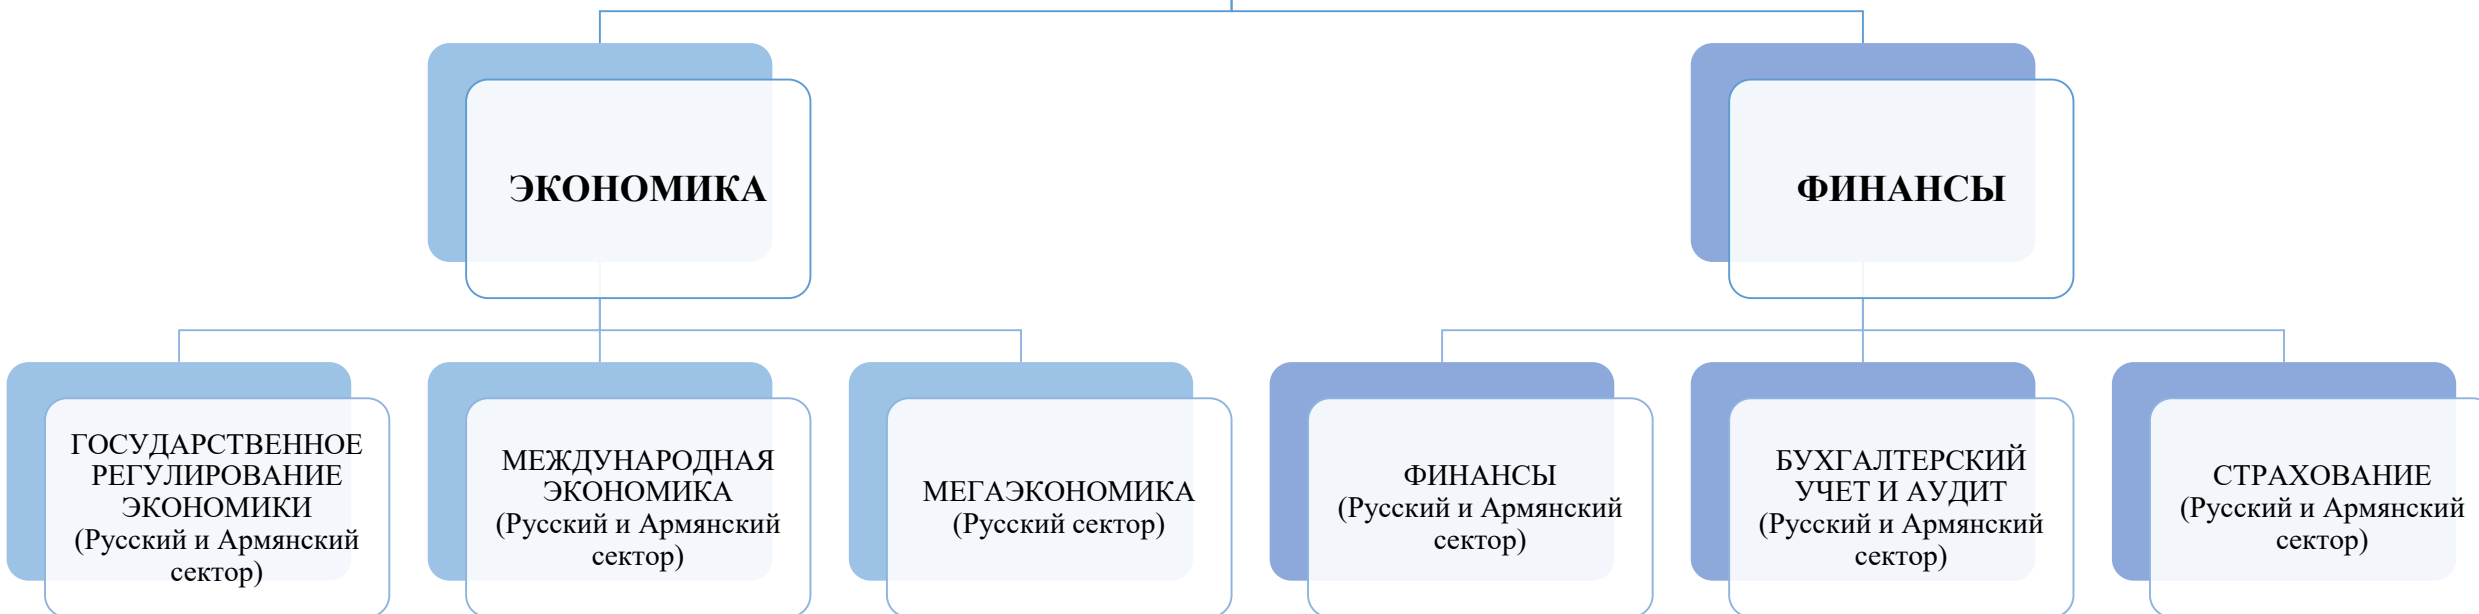 ЭКОНОМИКА
ФИНАНСЫ
ГОСУДАРСТВЕННОЕ
РЕГУЛИРОВАНИЕ
ЭКОНОМИКИ
(Русский и Армянский
сектор)
МЕЖДУНАРОДНАЯ
ЭКОНОМИКА
(Русский и Армянский
сектор)
МЕГАЭКОНОМИКА
(Русский сектор)
ФИНАНСЫ
(Русский и Армянский
сектор)
БУХГАЛТЕРСКИЙ
УЧЕТ И АУДИТ
(Русский и Армянский
сектор)
СТРАХОВАНИЕ
(Русский и Армянский
сектор)